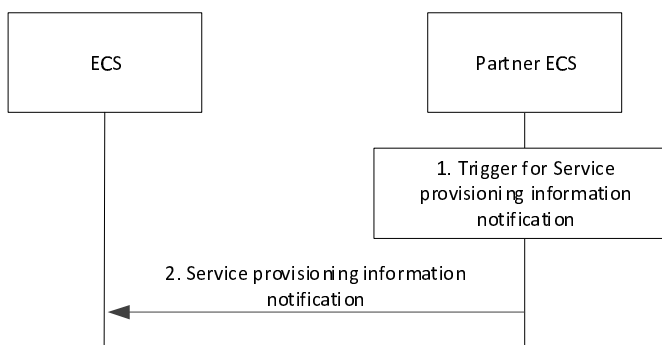 ECS
Partner ECS
1. Trigger for Service
provisioning information
notification
2. Service provisioning information
notification